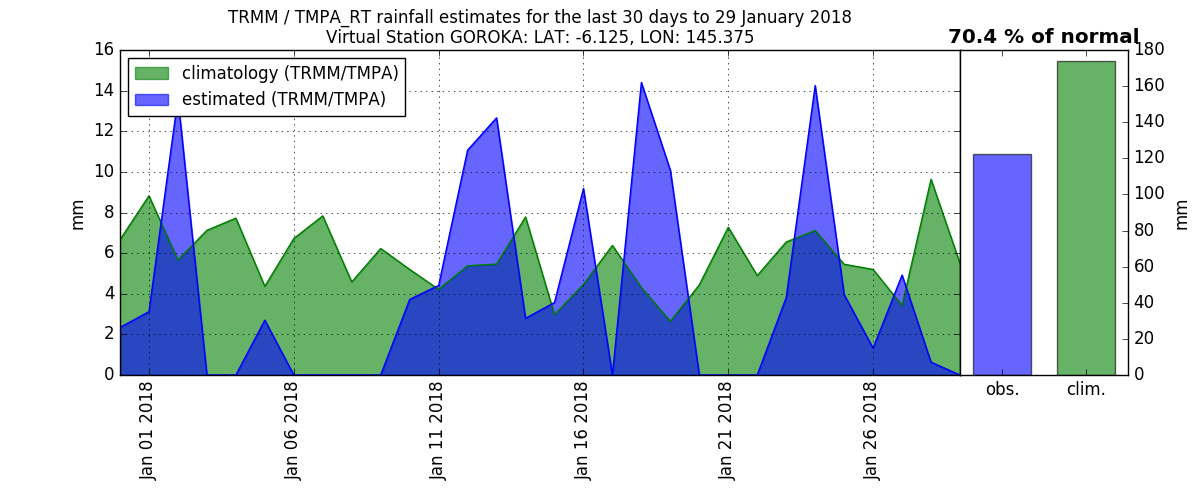 TRMM / TMPA_RT rainfall estimates for the last 30 days to 29 January 2018
Virtual Station GOROKA: LAT: -6.125, LON: 145.375
70.4 % of normal
climatology (TRMM/TMPA)
estimated (TRMM/TMPA)
16
14
12
10
8
6
4
2
0
mm
Jan 01 2018
Jan 06 2018
Jan 11 2018
Jan 16 2018
Jan 21 2018
Jan 26 2018
obs.
clim.
180
160
140
120
100
80
60
40
20
0
mm